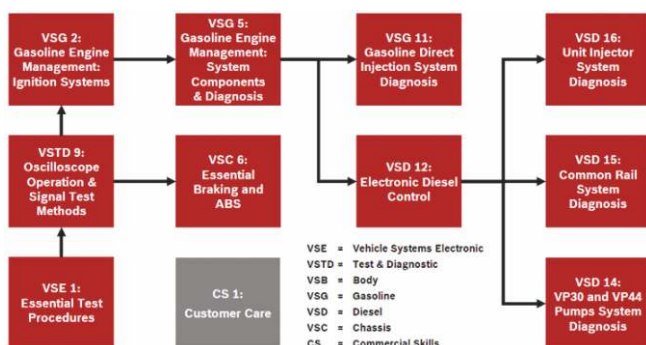 VSG 2:
Gasoline Engine
Management:
Ignition Systems
VSG 5:
Gasoline Engine
Management:
System
Components
& Diagnosis
VSG 11:
Gasoline Direct
Injection System
Diagnosis
VSD 16:
Unit Injector
System
Diagnosis
VSTD 9:
Oscilloscope
Operation &
Signal Test
Methods
VSC 6:
Essential
Braking and
ABS
VSD 12:
Electronic Diesel
Control
VSD 15:
Common Rail
System
Diagnosis
VSE 1:
Essential Test
Procedures
CS 1:
Customer Care
VSE = Vehicle Systems Electronic
VSTD = Test & Diagnostic
VSB = Body
VSG = Gasoline
VSD = Diesel
VSC = Chassis
CS = Commercial Skills
VSD 14:
VP30 and VP44
Pumps System
Diagnosis